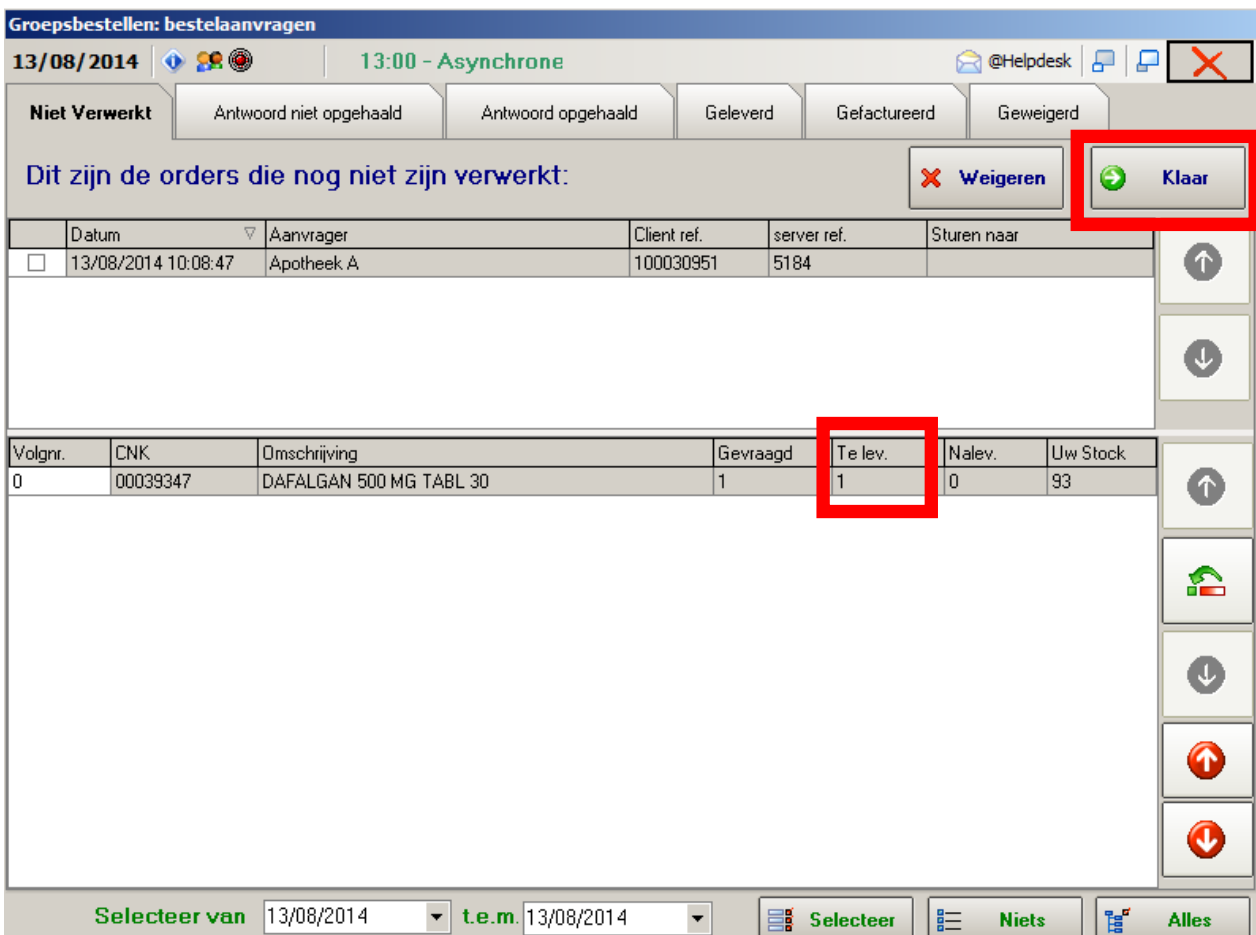 Groepsbestellen: bestelaanvragen
13/08/2014 13:00 - Asynchrone @Helpdesk
Niet Verwerkt Antwoord niet opgehaald Antwoord opgehaald Geleverd Gefactureerd Geweigerd
Dit zijn de orders die nog niet zijn verwerkt: Weigeren Klaar
Datum Aanvrager Client ref. server ref. Sturen naar
13/08/2014 10:08:47 Apotheek A 100030951 5184
Volgnr. CNK Omschrijving Gevraagd Te lev. Nalev. Uw Stock
0 00039347 DAFALGAN 500 MG TABL 30 1 1 0 93
Selecteer van 13/08/2014 t.e.m. 13/08/2014 Selecteer Niets Alles